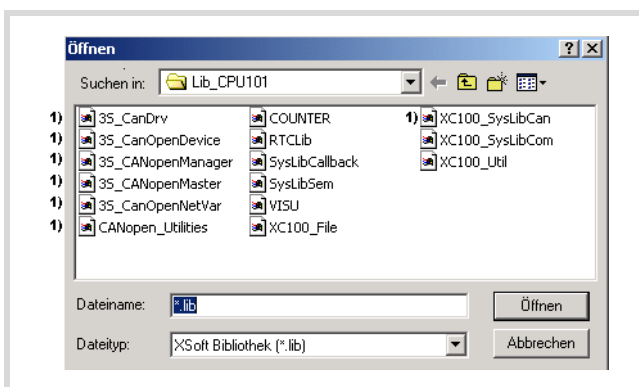 Öffnen
Suchen in: Lib_CPU101
1) 3S_CanDrv COUNTER 1) XC100_SysLibCan
1) 3S_CanOpenDevice RTCLib XC100_SysLibCom
1) 3S_CANopenManager SysLibCallback XC100_Util
1) 3S_CANopenMaster SysLibSem
1) 3S_CanOpenNetVar VISU
1) CANopen_Utilities XC100_File
Dateiname: *.lib Öffnen
Dateityp: XSoft Bibliothek (*.lib) Abbrechen